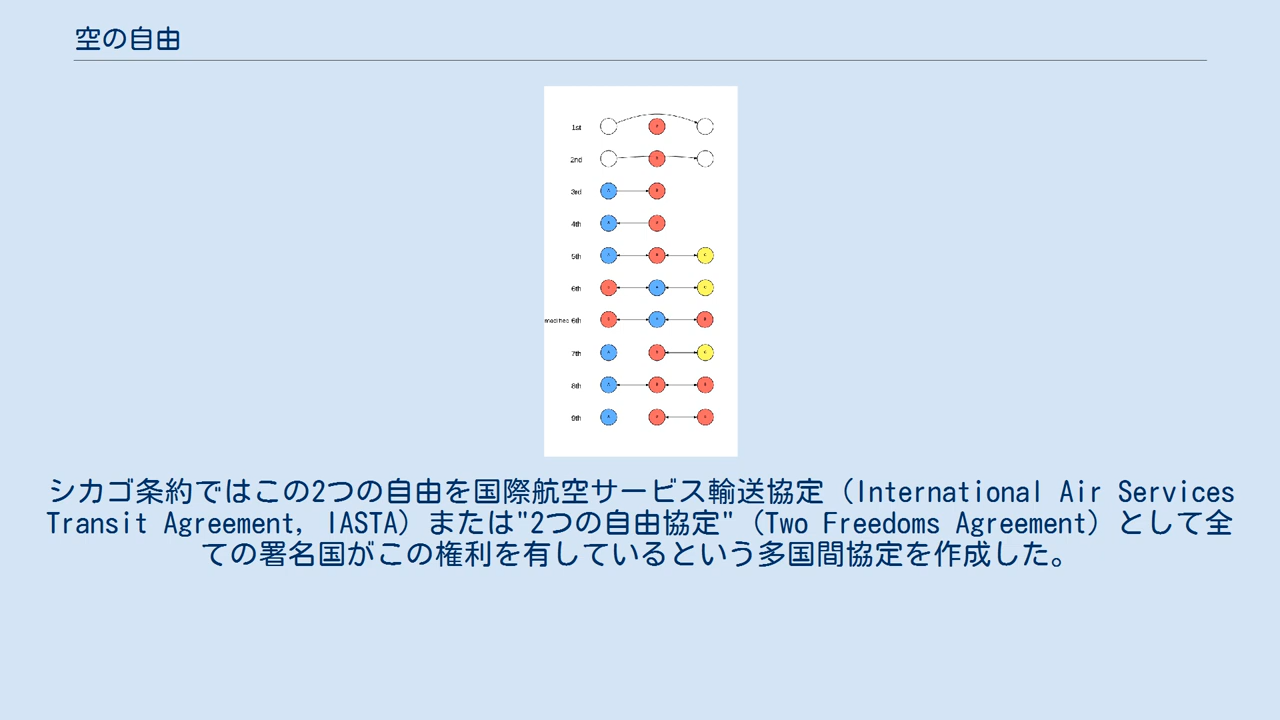 空の自由
1st
2nd
3rd
4th
5th
6th
modified 6th
7th
8th
9th
シカゴ条約ではこの2つの自由を国際航空サービス輸送協定（International Air Services
Transit Agreement, IASTA）または"2つの自由協定"（Two Freedoms Agreement）として全
ての署名国がこの権利を有しているという多国間協定を作成した。